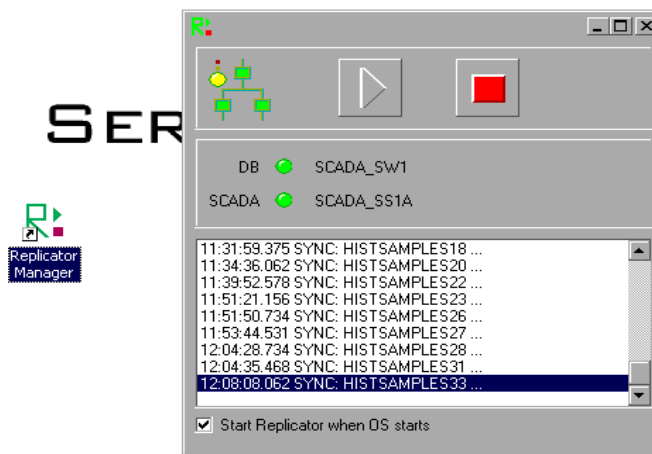 SER
Replicator
Manager
DB SCADA_SW1
SCADA SCADA_SS1A
11:31:59.375 SYNC: HISTSAMPLES18 ...
11:34:36.062 SYNC: HISTSAMPLES20 ...
11:39:52.578 SYNC: HISTSAMPLES22 ...
11:51:21.156 SYNC: HISTSAMPLES23 ...
11:51:50.734 SYNC: HISTSAMPLES26 ...
11:53:44.531 SYNC: HISTSAMPLES27 ...
12:04:28.734 SYNC: HISTSAMPLES28 ...
12:04:35.468 SYNC: HISTSAMPLES31 ...
12:08:08.062 SYNC: HISTSAMPLES33 ...
Start Replicator when OS starts